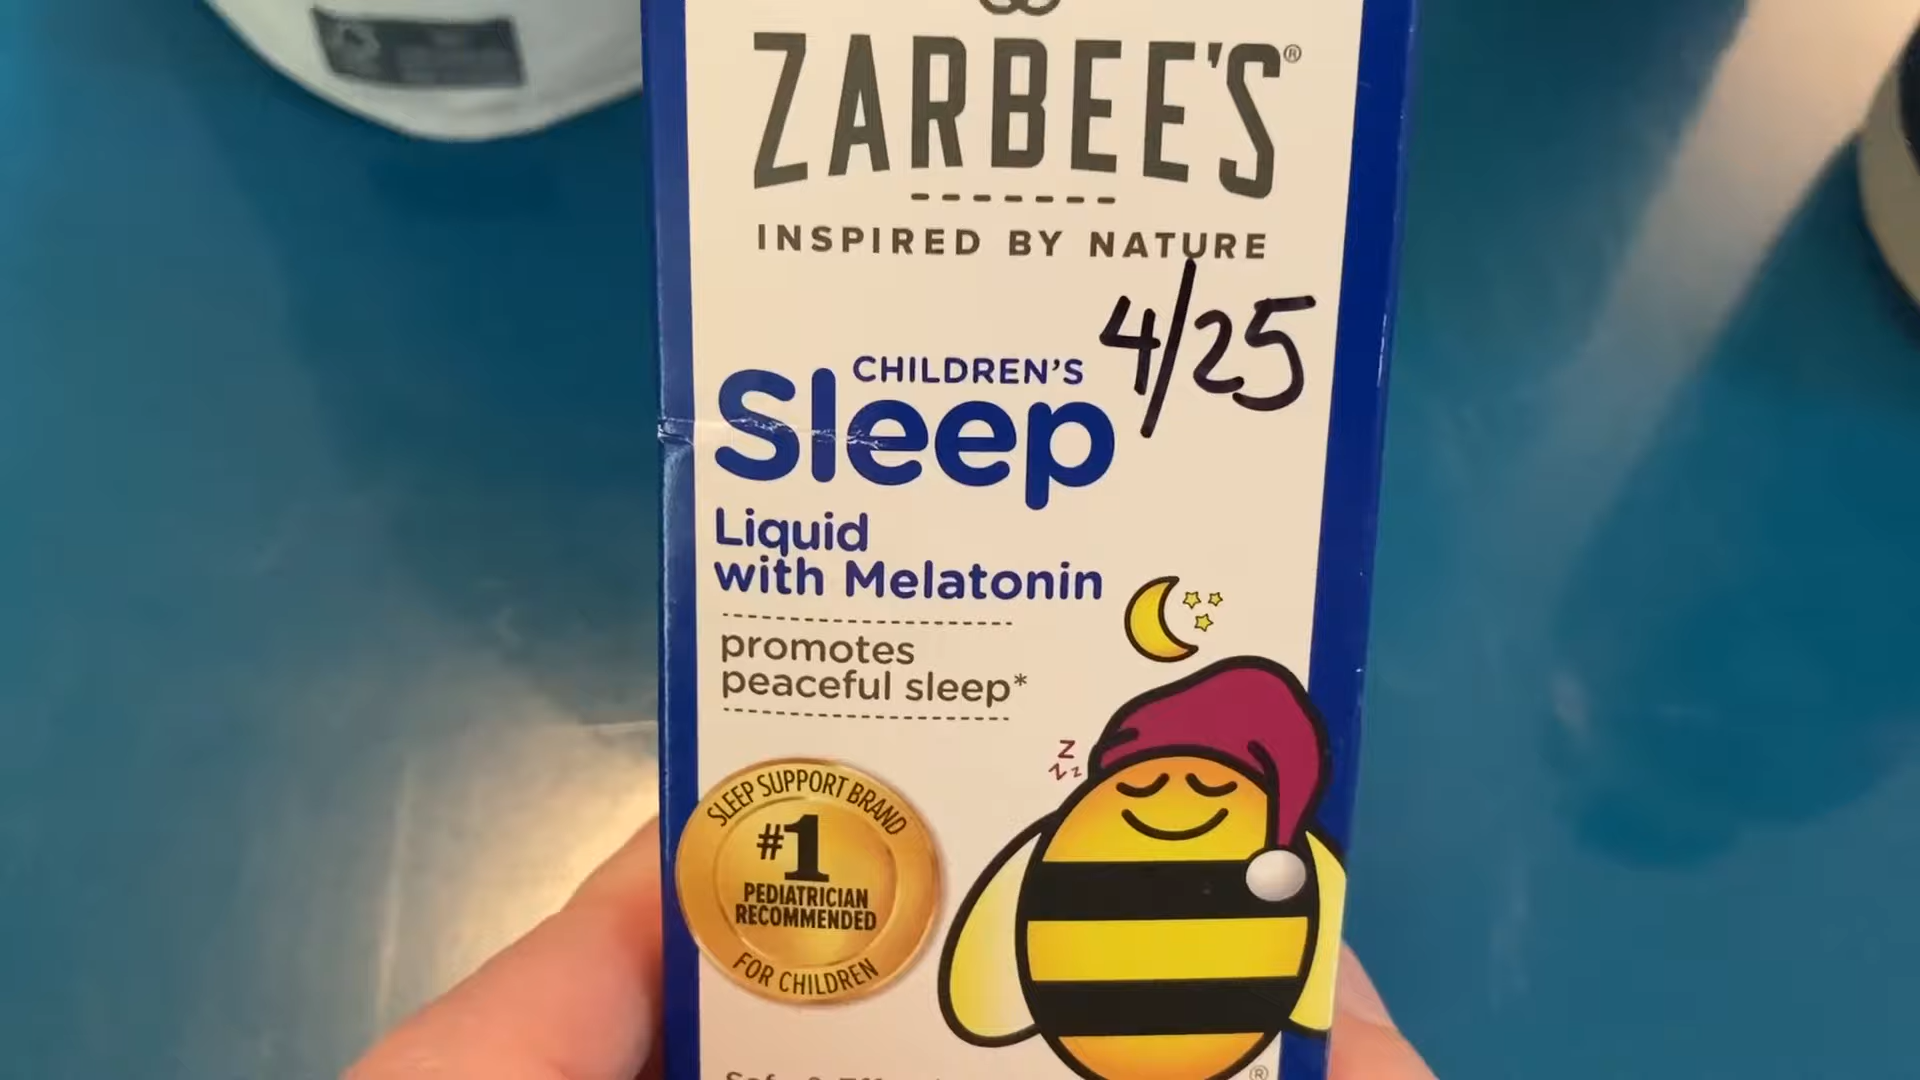 ZARBEE'S®
INSPIRED BY NATURE
4/25
CHILDREN'S
Sleep
Liquid
with Melatonin
promotes
peaceful sleep*
z
z z
SLEEP SUPPORT BRAND
#1
PEDIATRICIAN
RECOMMENDED
FOR CHILDREN
®